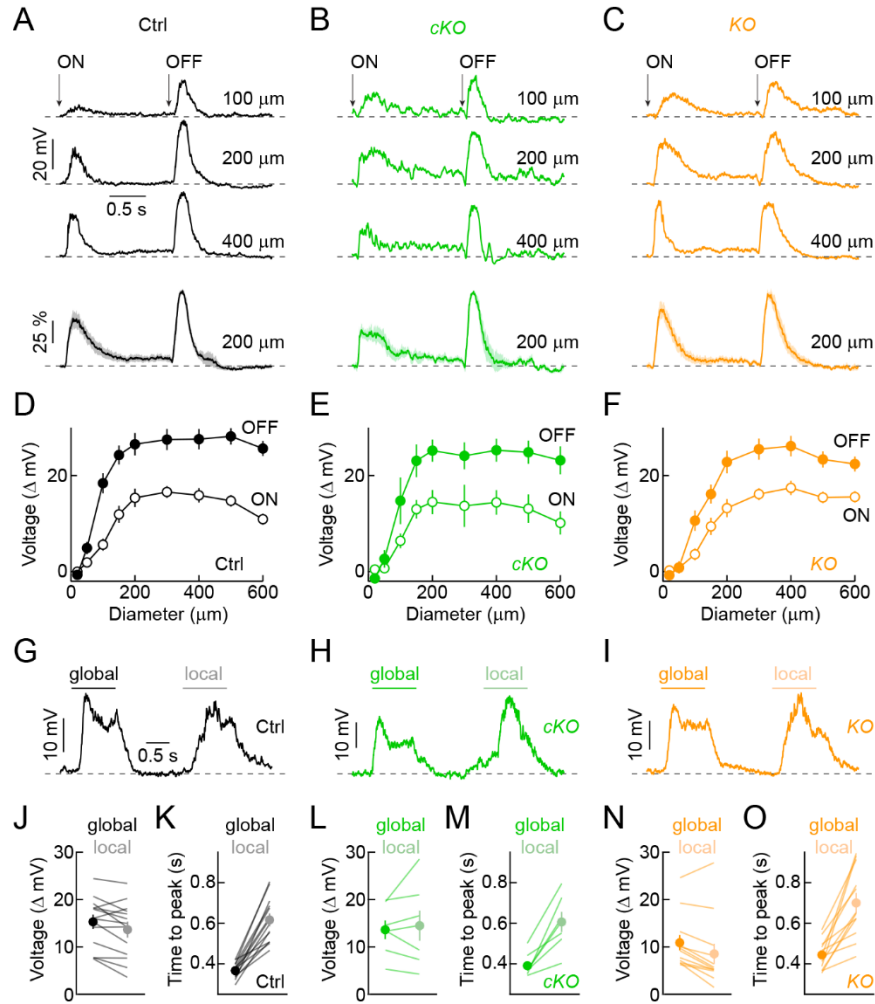 A Ctrl B cKO C KO
ON OFF ON OFF ON OFF
100 μm 100 μm 100 μm
20 mV 200 μm 200 μm 200 μm
0.5 s
400 μm 400 μm 400 μm
25 % 200 μm 200 μm 200 μm
D E F
Voltage (Δ mV) 20 0 OFF ON Ctrl
0 200 400 600
Diameter (μm)
Voltage (Δ mV) 20 0 OFF ON cKO
0 200 400 600
Diameter (μm)
Voltage (Δ mV) 20 0 OFF ON KO
0 200 400 600
Diameter (μm)
G H I
global local global local global local
10 mV Ctrl 10 mV cKO 10 mV KO
0.5 s
J K L M N O
global global global
local local local
Voltage (Δ mV) 30 20 10 0
Time to peak (s) 0.8 0.6 0.4 Ctrl
Voltage (Δ mV) 30 20 10 0
Time to peak (s) 0.8 0.6 0.4 cKO
Voltage (Δ mV) 30 20 10 0
Time to peak (s) 0.8 0.6 0.4 KO